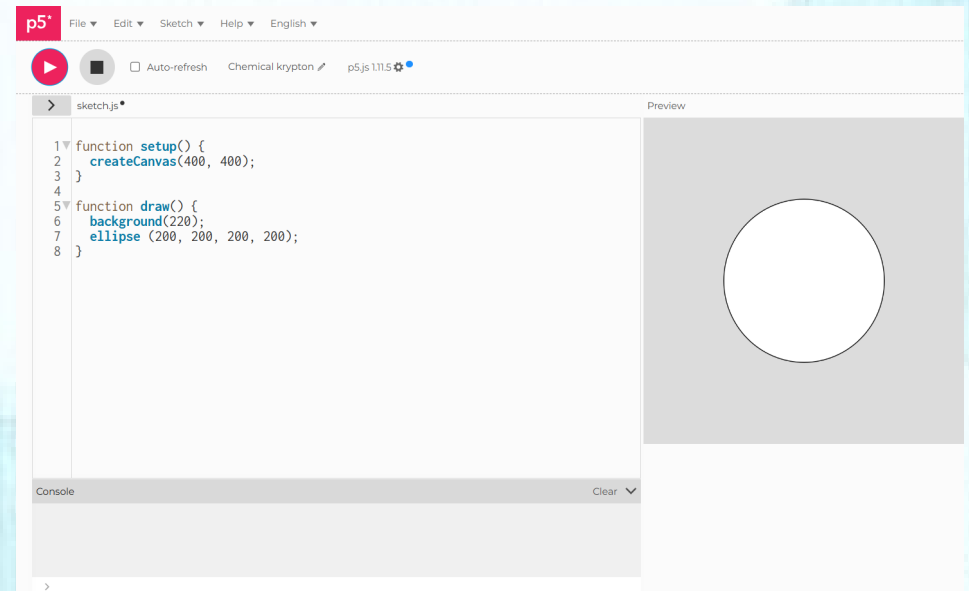 p5* File Edit Sketch Help English
Auto-refresh Chemical krypton p5.js 1.11.5
> sketch.js Preview
1 function setup() {
2 createCanvas(400, 400);
3 }
4
5 function draw() {
6 background(220);
7 ellipse (200, 200, 200, 200);
8 }
Console Clear
>